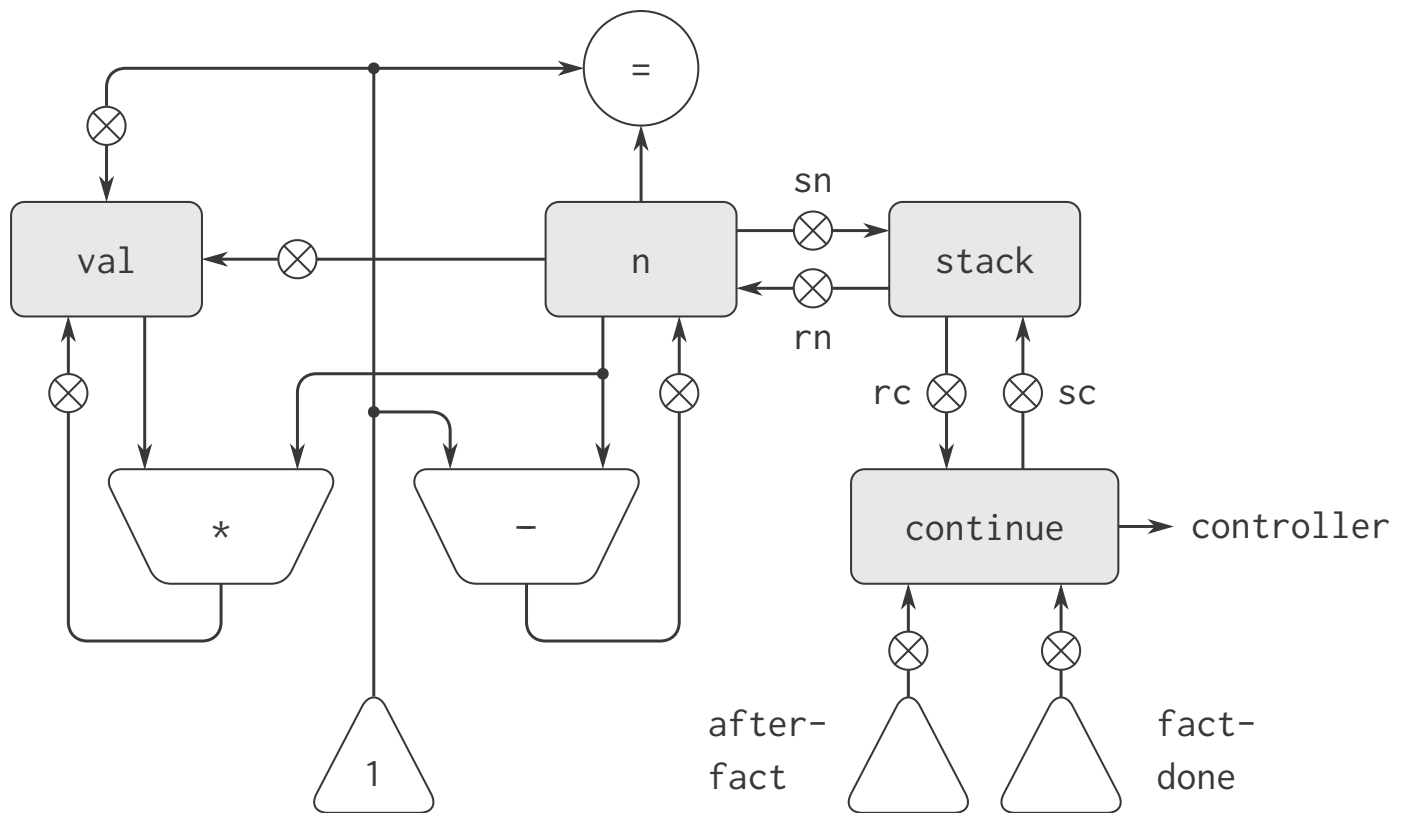 =
sn
val
n
stack
rn
rc
sc
*
−
continue
controller
after-
fact
fact-
done
1